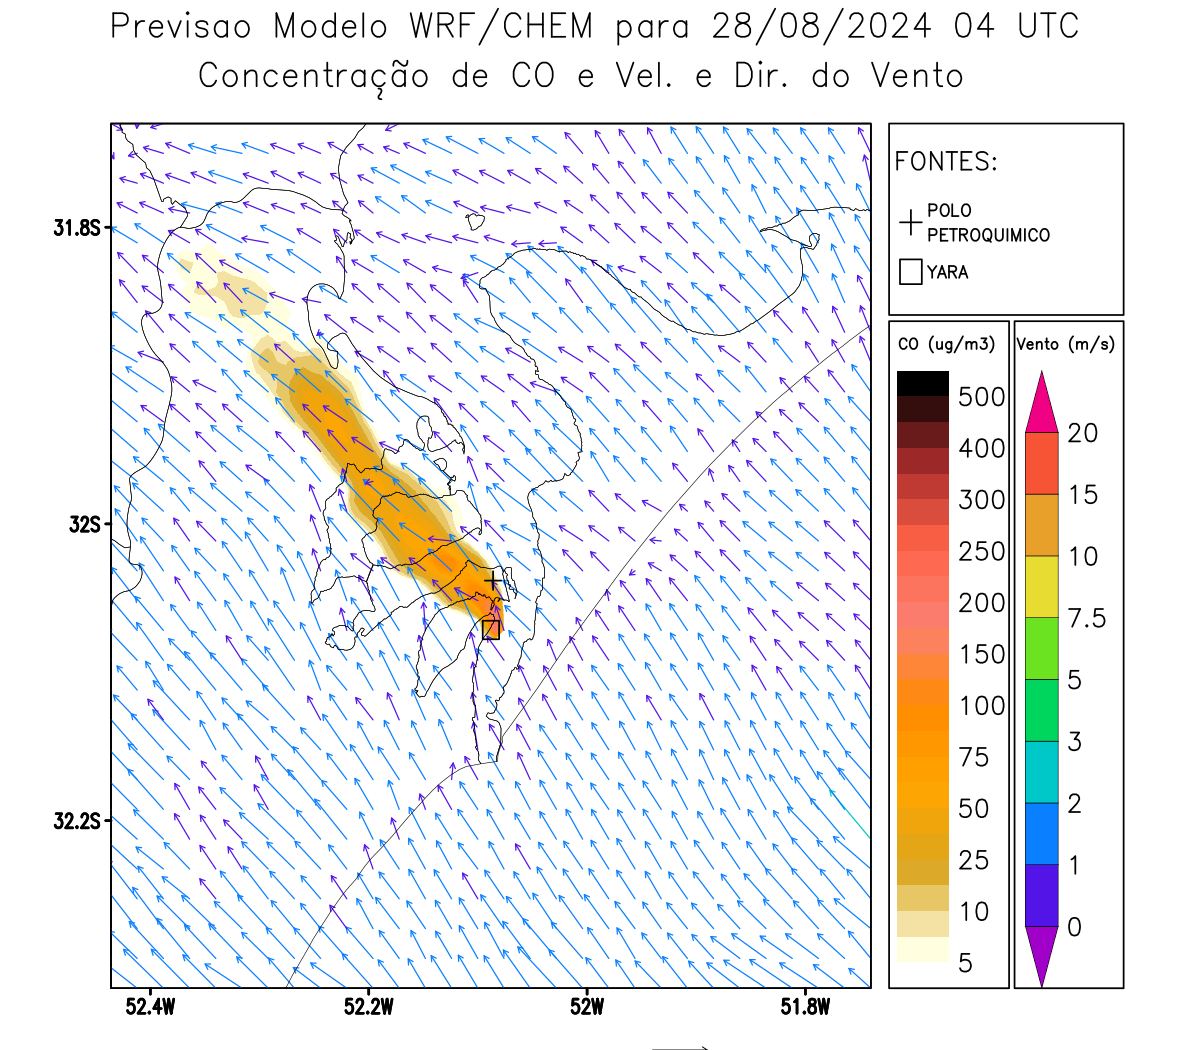 Previsao Modelo WRF/CHEM para 28/08/2024 04 UTC
Concentração de CO e Vel. e Dir. do Vento
FONTES:
POLO
PETROQUIMICO
YARA
31.8S
32S
32.2S
52.4W
52.2W
52W
51.8W
CO (ug/m3)
500
400
300
250
200
150
100
75
50
25
10
5
Vento (m/s)
20
15
10
7.5
5
3
2
1
0